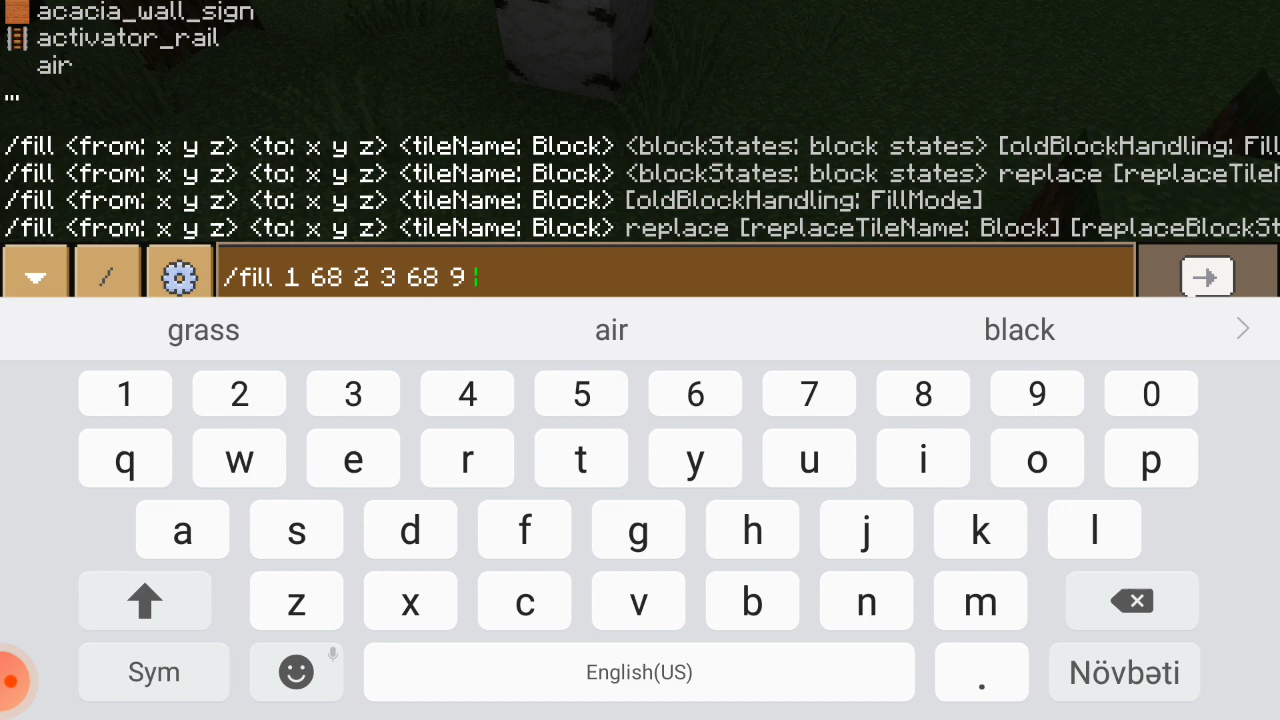 acacia_wall_sign
activator_rail
air
...
/fill <from: x y z> <to: x y z> <tileName: Block> <blockStates: block states> [oldBlockHandling: Fill
/fill <from: x y z> <to: x y z> <tileName: Block> <blockStates: block states> replace [replaceTileN
/fill <from: x y z> <to: x y z> <tileName: Block> [oldBlockHandling: FillMode]
/fill <from: x y z> <to: x y z> <tileName: Block> replace [replaceTileName: Block] [replaceBlockSt
/ /fill 1 68 2 3 68 9
grass air black
1 2 3 4 5 6 7 8 9 0
q w e r t y u i o p
a s d f g h j k l
z x c v b n m
Sym English(US) . Növbəti